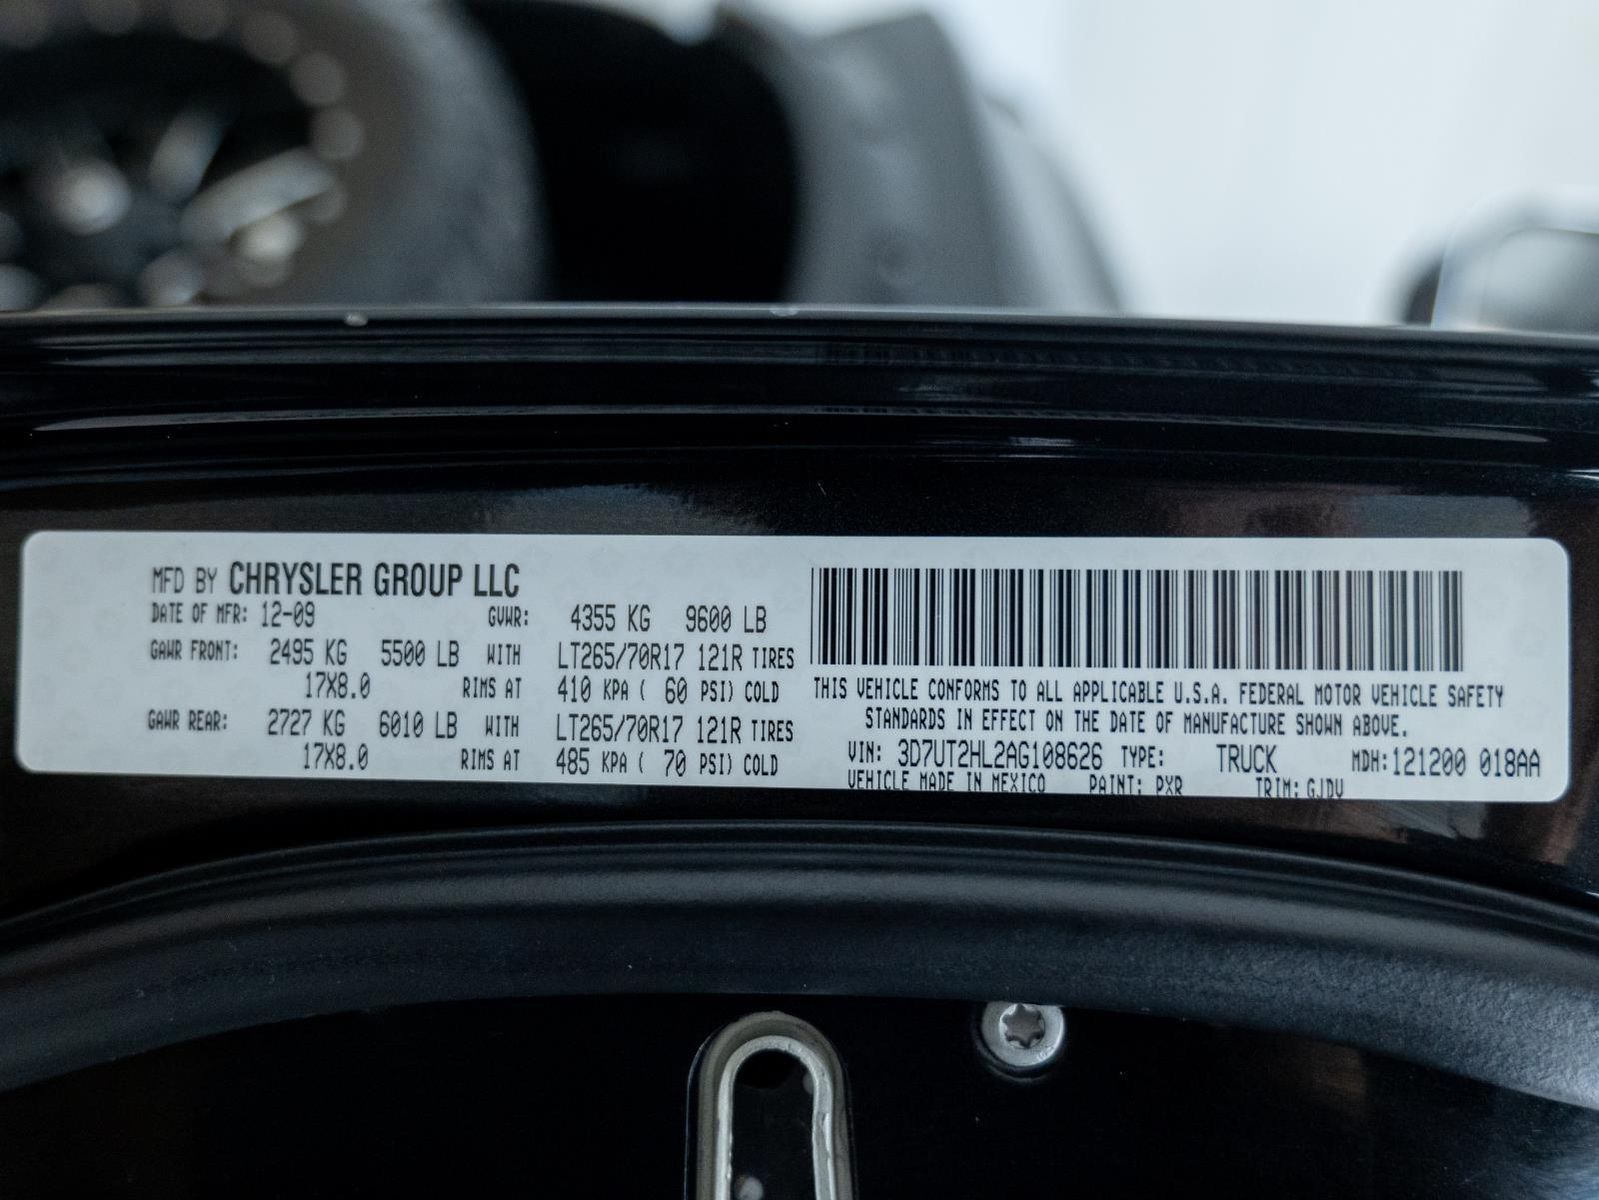 MFD BY CHRYSLER GROUP LLC
DATE OF MFR: 12-09 GVWR: 4355 KG 9600 LB
GAWR FRONT: 2495 KG 5500 LB WITH LT265/70R17 121R TIRES
17X8.0 RIMS AT 410 KPA ( 60 PSI) COLD
GAWR REAR: 2727 KG 6010 LB WITH LT265/70R17 121R TIRES
17X8.0 RIMS AT 485 KPA ( 70 PSI) COLD
THIS VEHICLE CONFORMS TO ALL APPLICABLE U.S.A. FEDERAL MOTOR VEHICLE SAFETY
STANDARDS IN EFFECT ON THE DATE OF MANUFACTURE SHOWN ABOVE.
VIN: 3D7UT2HL2AG108626 TYPE: TRUCK MDH:121200 018AA
VEHICLE MADE IN MEXICO PAINT: PXR TRIM: GJDV